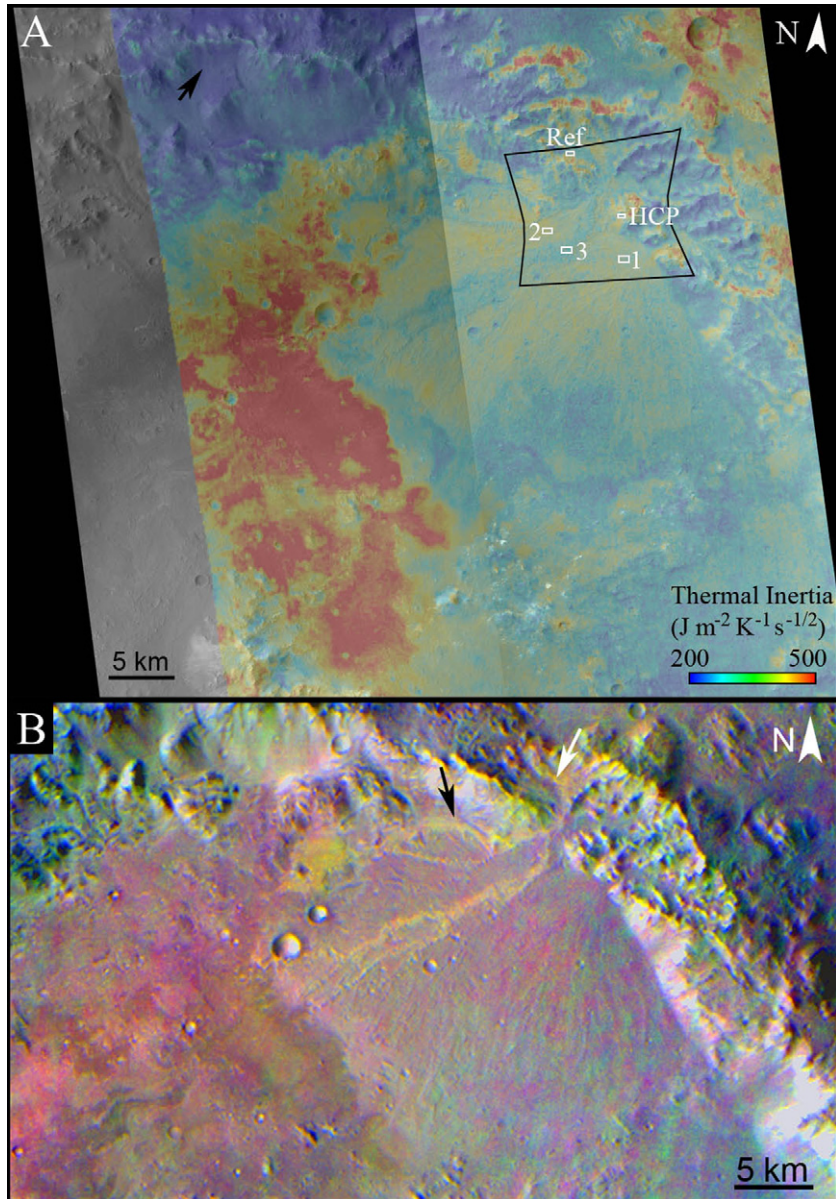 A
N
Ref
HCP
2
3
1
Thermal Inertia
(J m-2 K-1 s-1/2)
200 500
5 km
B
N
5 km